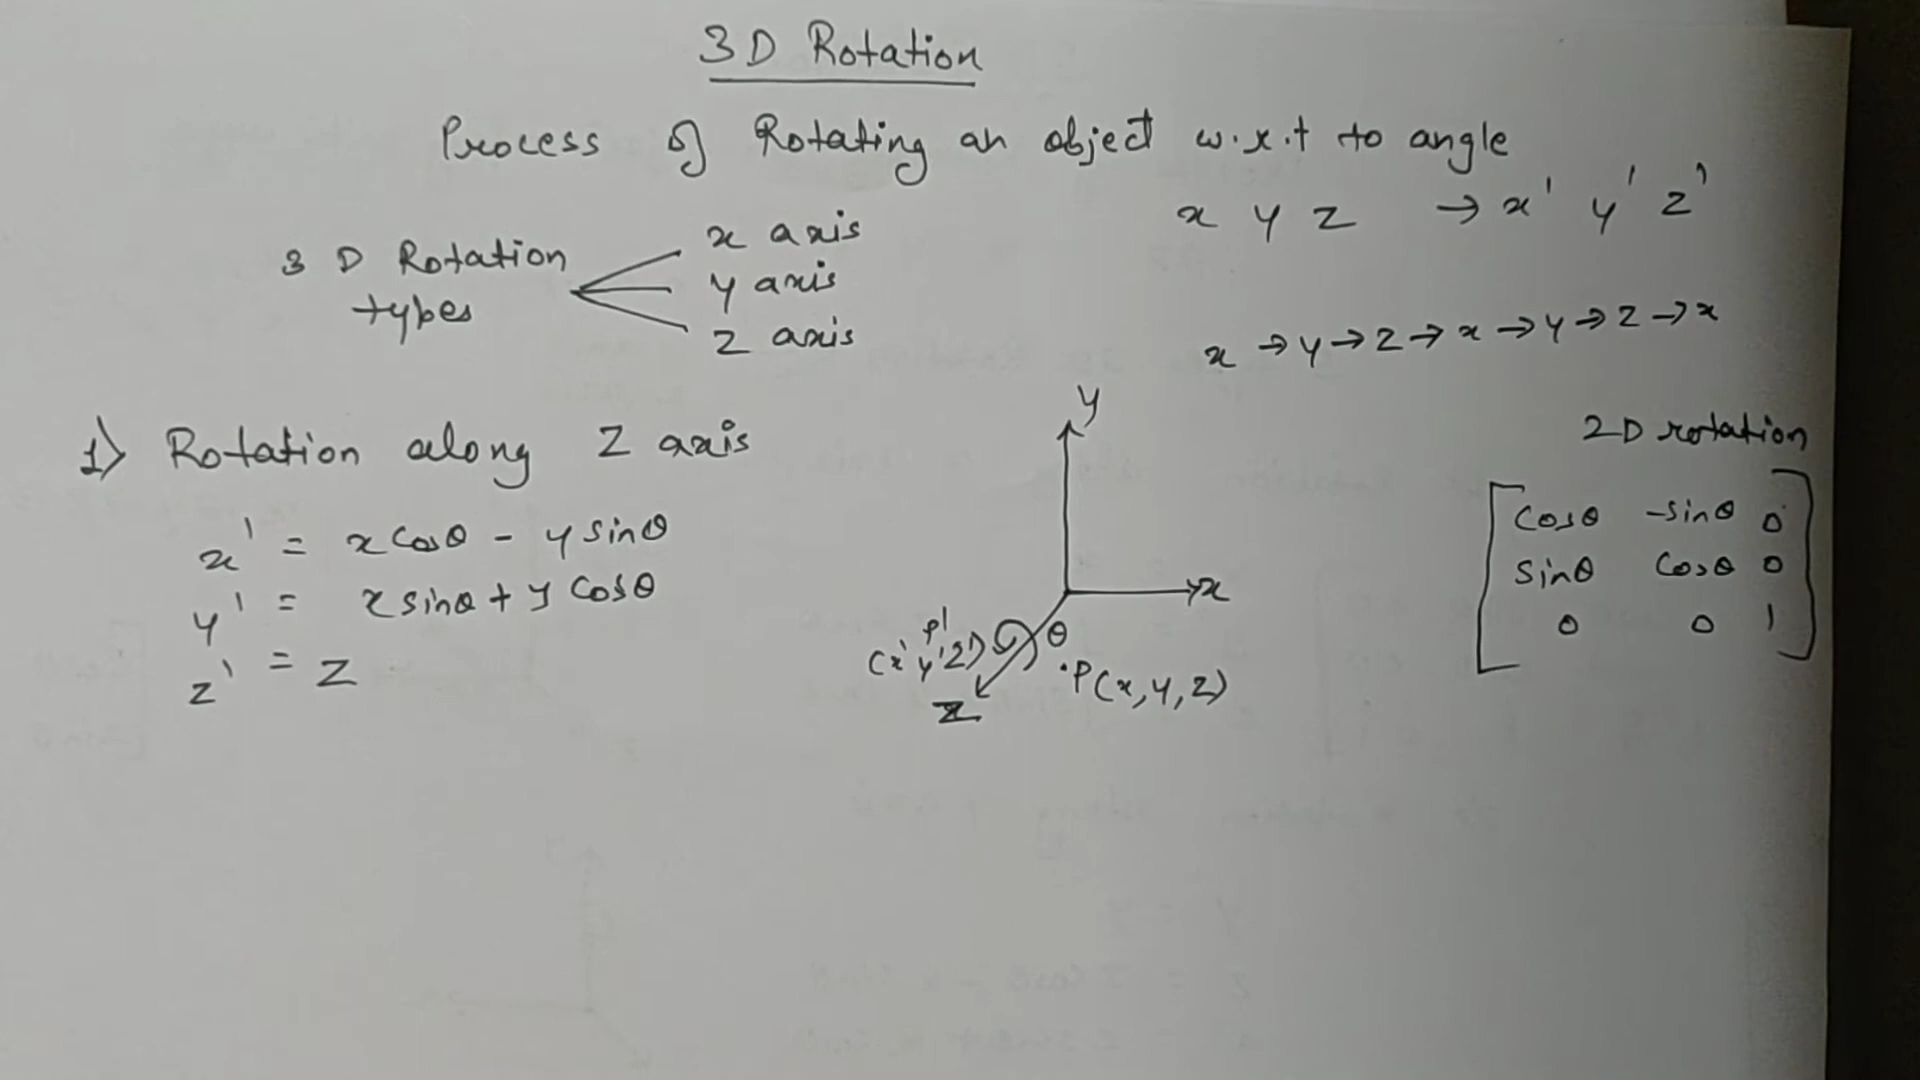 3D Rotation
Process of Rotating an object w.r.t to angle
x y z → x' y' z'
3 D Rotation types
x axis
y axis
z axis
x → y → z → x → y → z → x
1) Rotation along Z axis
x' = x cosθ - y sinθ
y' = x sinθ + y cosθ
z' = z
y
x
θ
P'
(x' y' z')
.P(x, y, z)
Z
2D rotation
cosθ -sinθ 0
sinθ cosθ 0
0 0 1